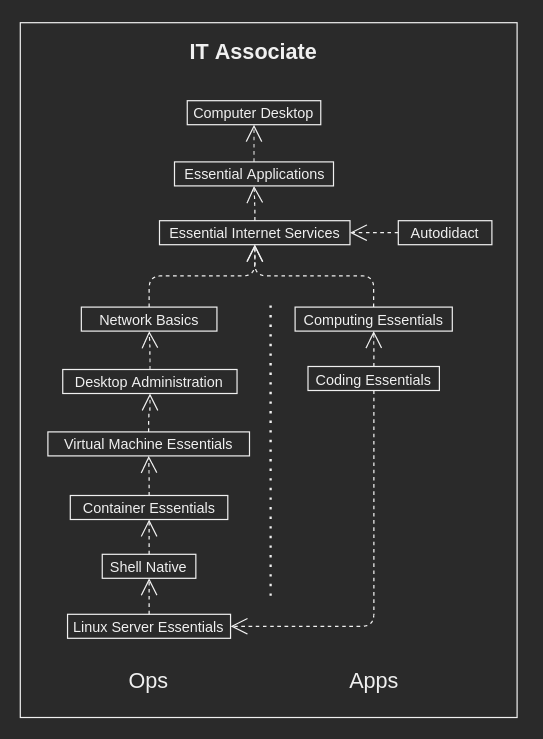 IT Associate
Computer Desktop
Essential Applications
Essential Internet Services
Autodidact
Network Basics
Computing Essentials
Desktop Administration
Coding Essentials
Virtual Machine Essentials
Container Essentials
Shell Native
Linux Server Essentials
Ops
Apps